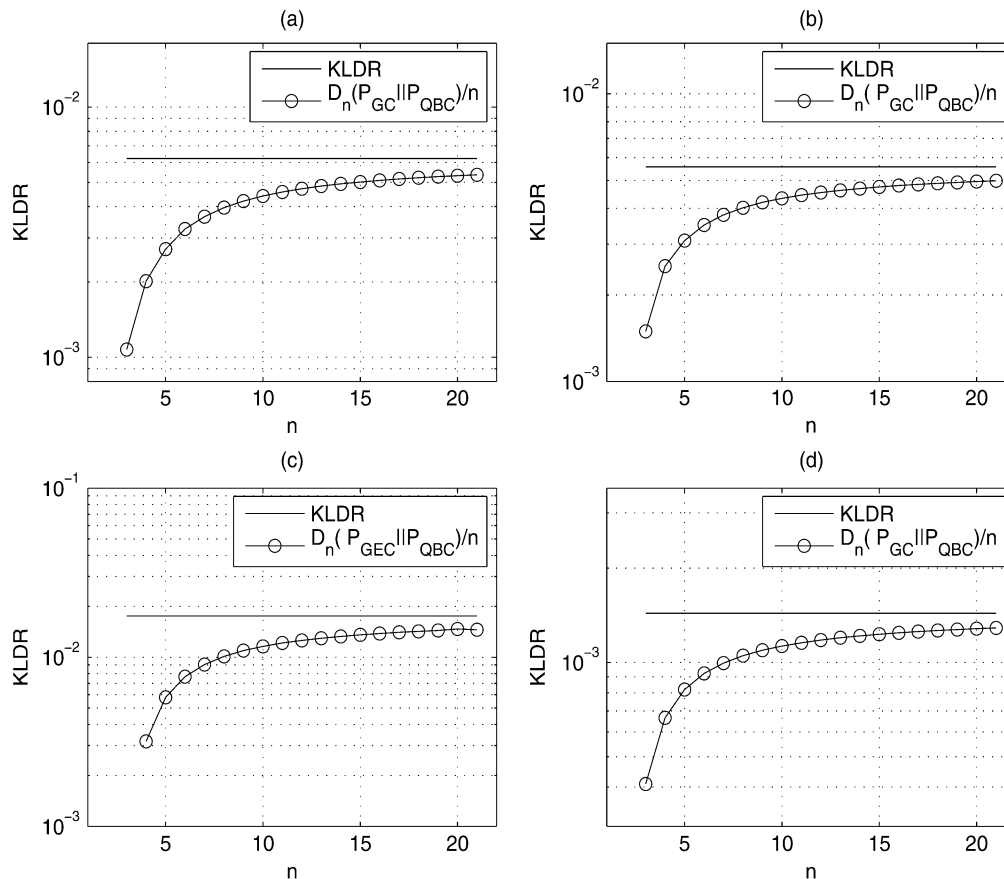 (a)
KLDR
D_n(P_GC||P_QBC)/n
10^-2
10^-3
KLDR
5
10
15
20
n
(b)
KLDR
D_n( P_GC||P_QBC)/n
10^-2
10^-3
KLDR
5
10
15
20
n
(c)
KLDR
D_n( P_GEC||P_QBC)/n
10^-1
10^-2
10^-3
KLDR
5
10
15
20
n
(d)
KLDR
D_n( P_GC||P_QBC)/n
10^-3
KLDR
5
10
15
20
n